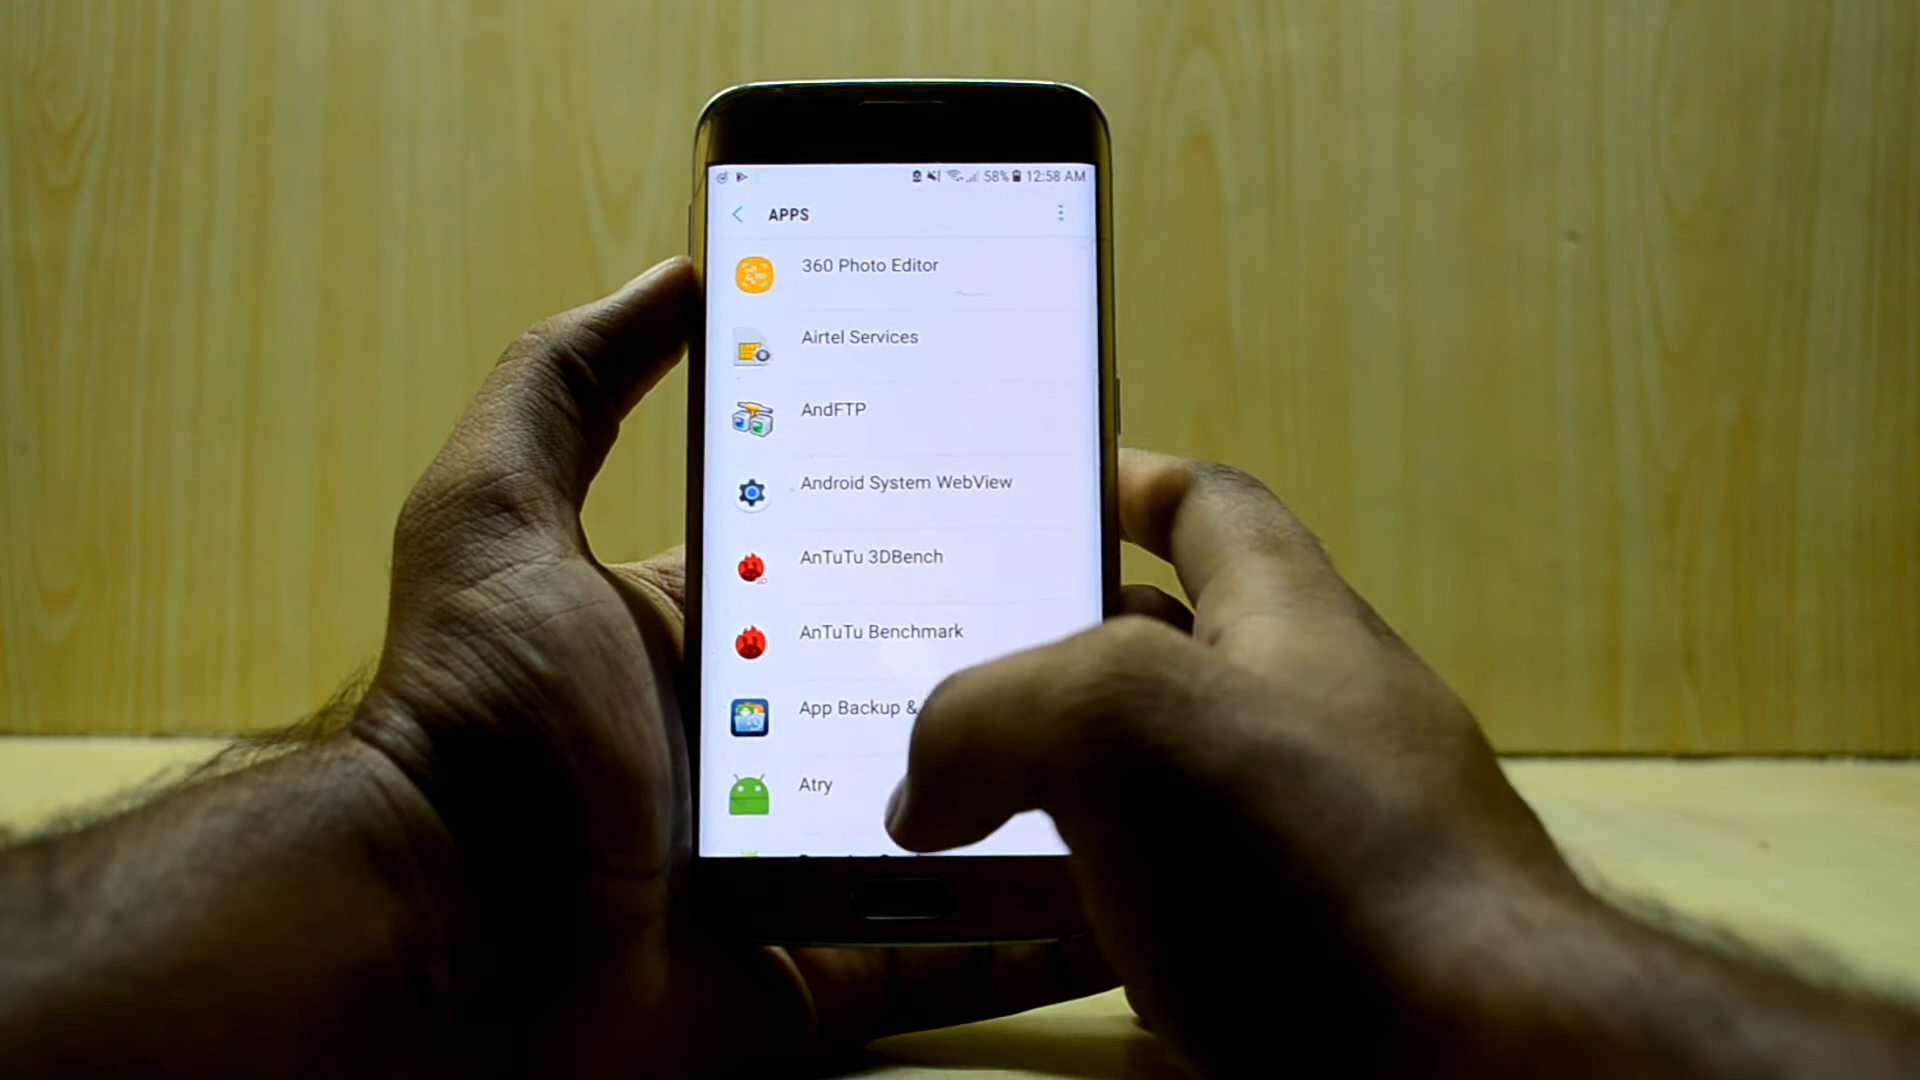 58% 12:58 AM
APPS
360 Photo Editor
Airtel Services
AndFTP
Android System WebView
AnTuTu 3DBench
AnTuTu Benchmark
App Backup &
Atry